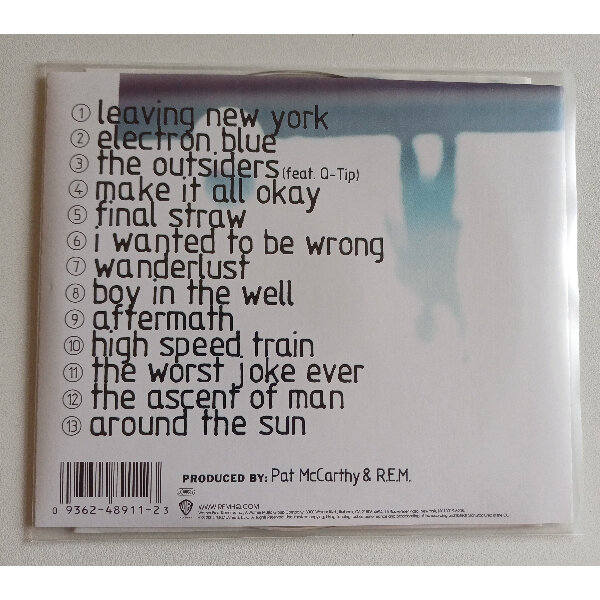 1 leaving new york
2 electron blue
3 the outsiders (feat. Q-Tip)
4 make it all okay
5 final straw
6 i wanted to be wrong
7 wanderlust
8 boy in the well
9 aftermath
10 high speed train
11 the worst joke ever
12 the ascent of man
13 around the sun
PRODUCED BY: Pat McCarthy & R.E.M.
0 9362-48911-2 3
WWW.REMHQ.COM